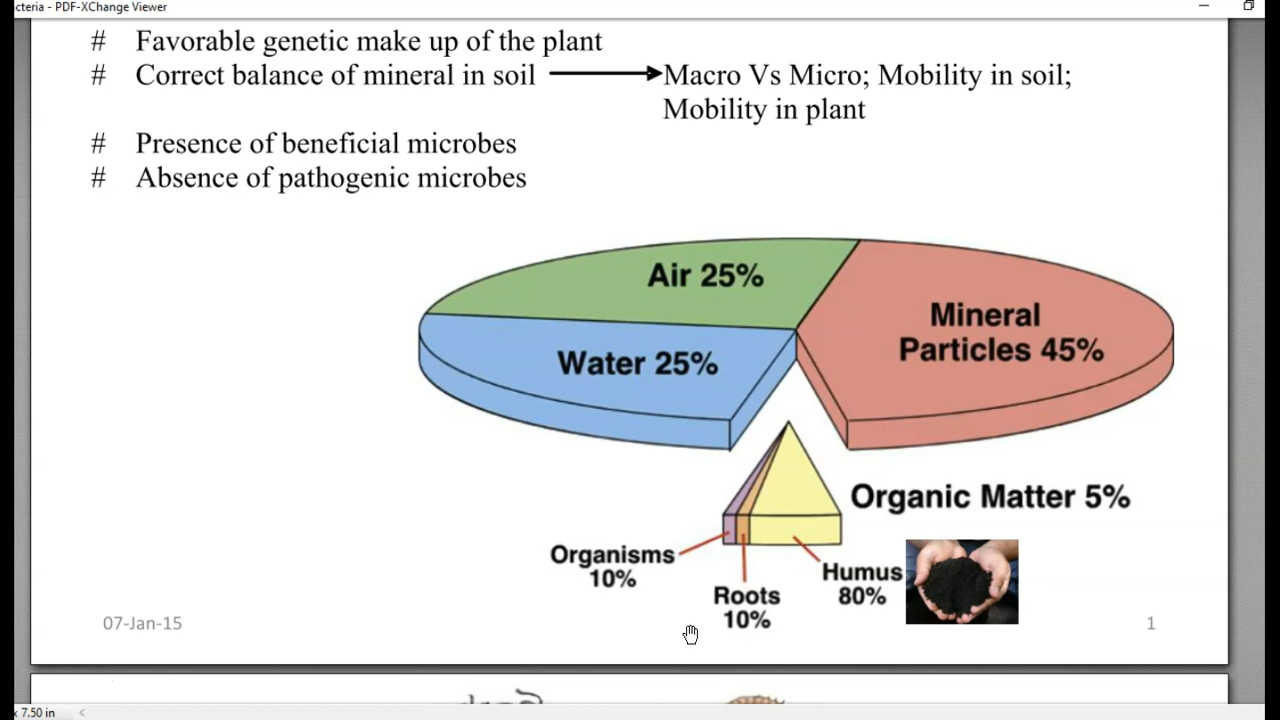 cteria - PDF-XChange Viewer
# Favorable genetic make up of the plant
# Correct balance of mineral in soil Macro Vs Micro; Mobility in soil;
Mobility in plant
# Presence of beneficial microbes
# Absence of pathogenic microbes
Air 25%
Mineral
Particles 45%
Water 25%
Organic Matter 5%
Organisms
10%
Roots
10%
Humus
80%
07-Jan-15
1
x 7.50 in